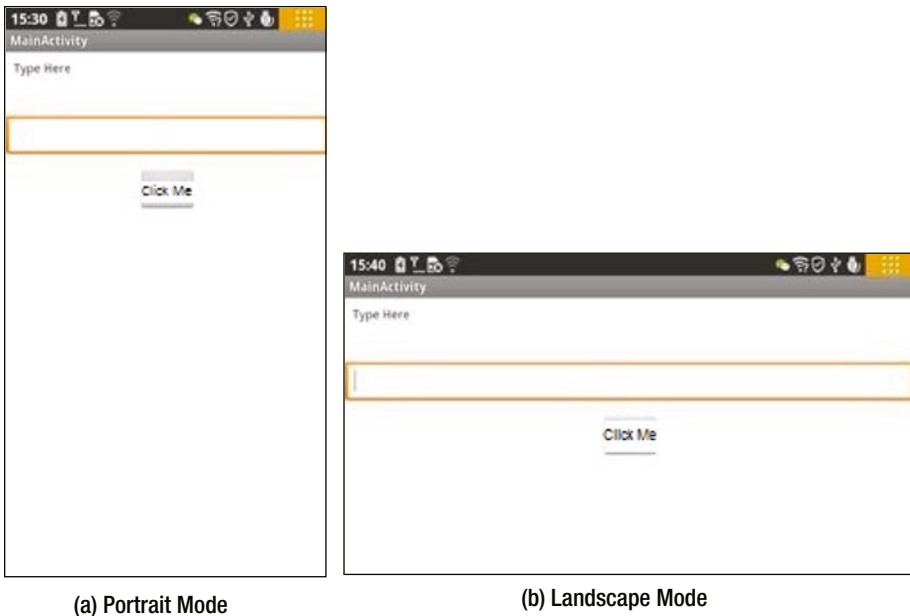 15:30
MainActivity
Type Here
Click Me
(a) Portrait Mode
15:40
MainActivity
Type Here
Click Me
(b) Landscape Mode